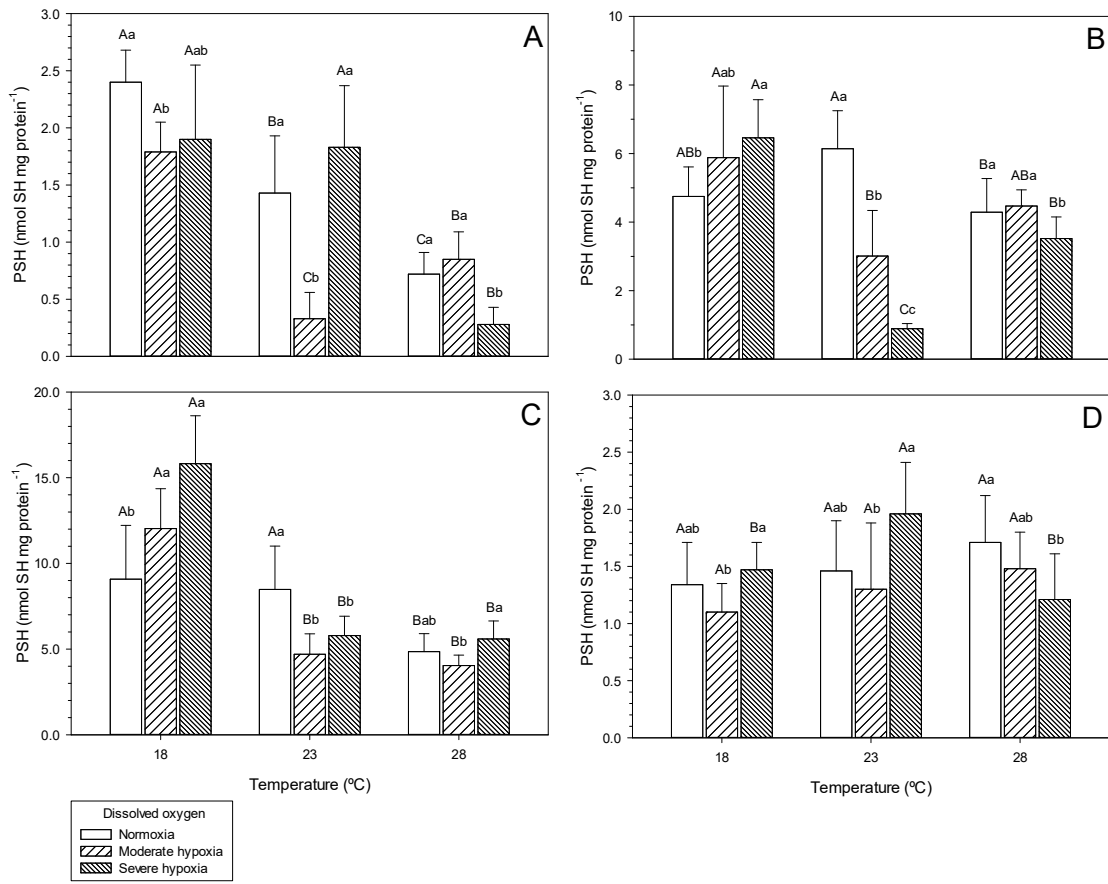 A
PSH (nmol SH mg protein⁻¹)
3.0
2.5
2.0
1.5
1.0
0.5
0.0
Aa
Ab
Aab
Ba
Cb
Aa
Ca
Ba
Bb
B
PSH (nmol SH mg protein⁻¹)
10
8
6
4
2
0
ABb
Aab
Aa
Aa
Bb
Cc
Ba
ABa
Bb
C
PSH (nmol SH mg protein⁻¹)
20.0
15.0
10.0
5.0
0.0
Ab
Aa
Aa
Aa
Bb
Bb
Bab
Bb
Ba
18
23
28
Temperature (ºC)
D
PSH (nmol SH mg protein⁻¹)
3.0
2.5
2.0
1.5
1.0
0.5
0.0
Aab
Ab
Ba
Aab
Ab
Aa
Aa
Aab
Bb
18
23
28
Temperature (ºC)
Dissolved oxygen
Normoxia
Moderate hypoxia
Severe hypoxia